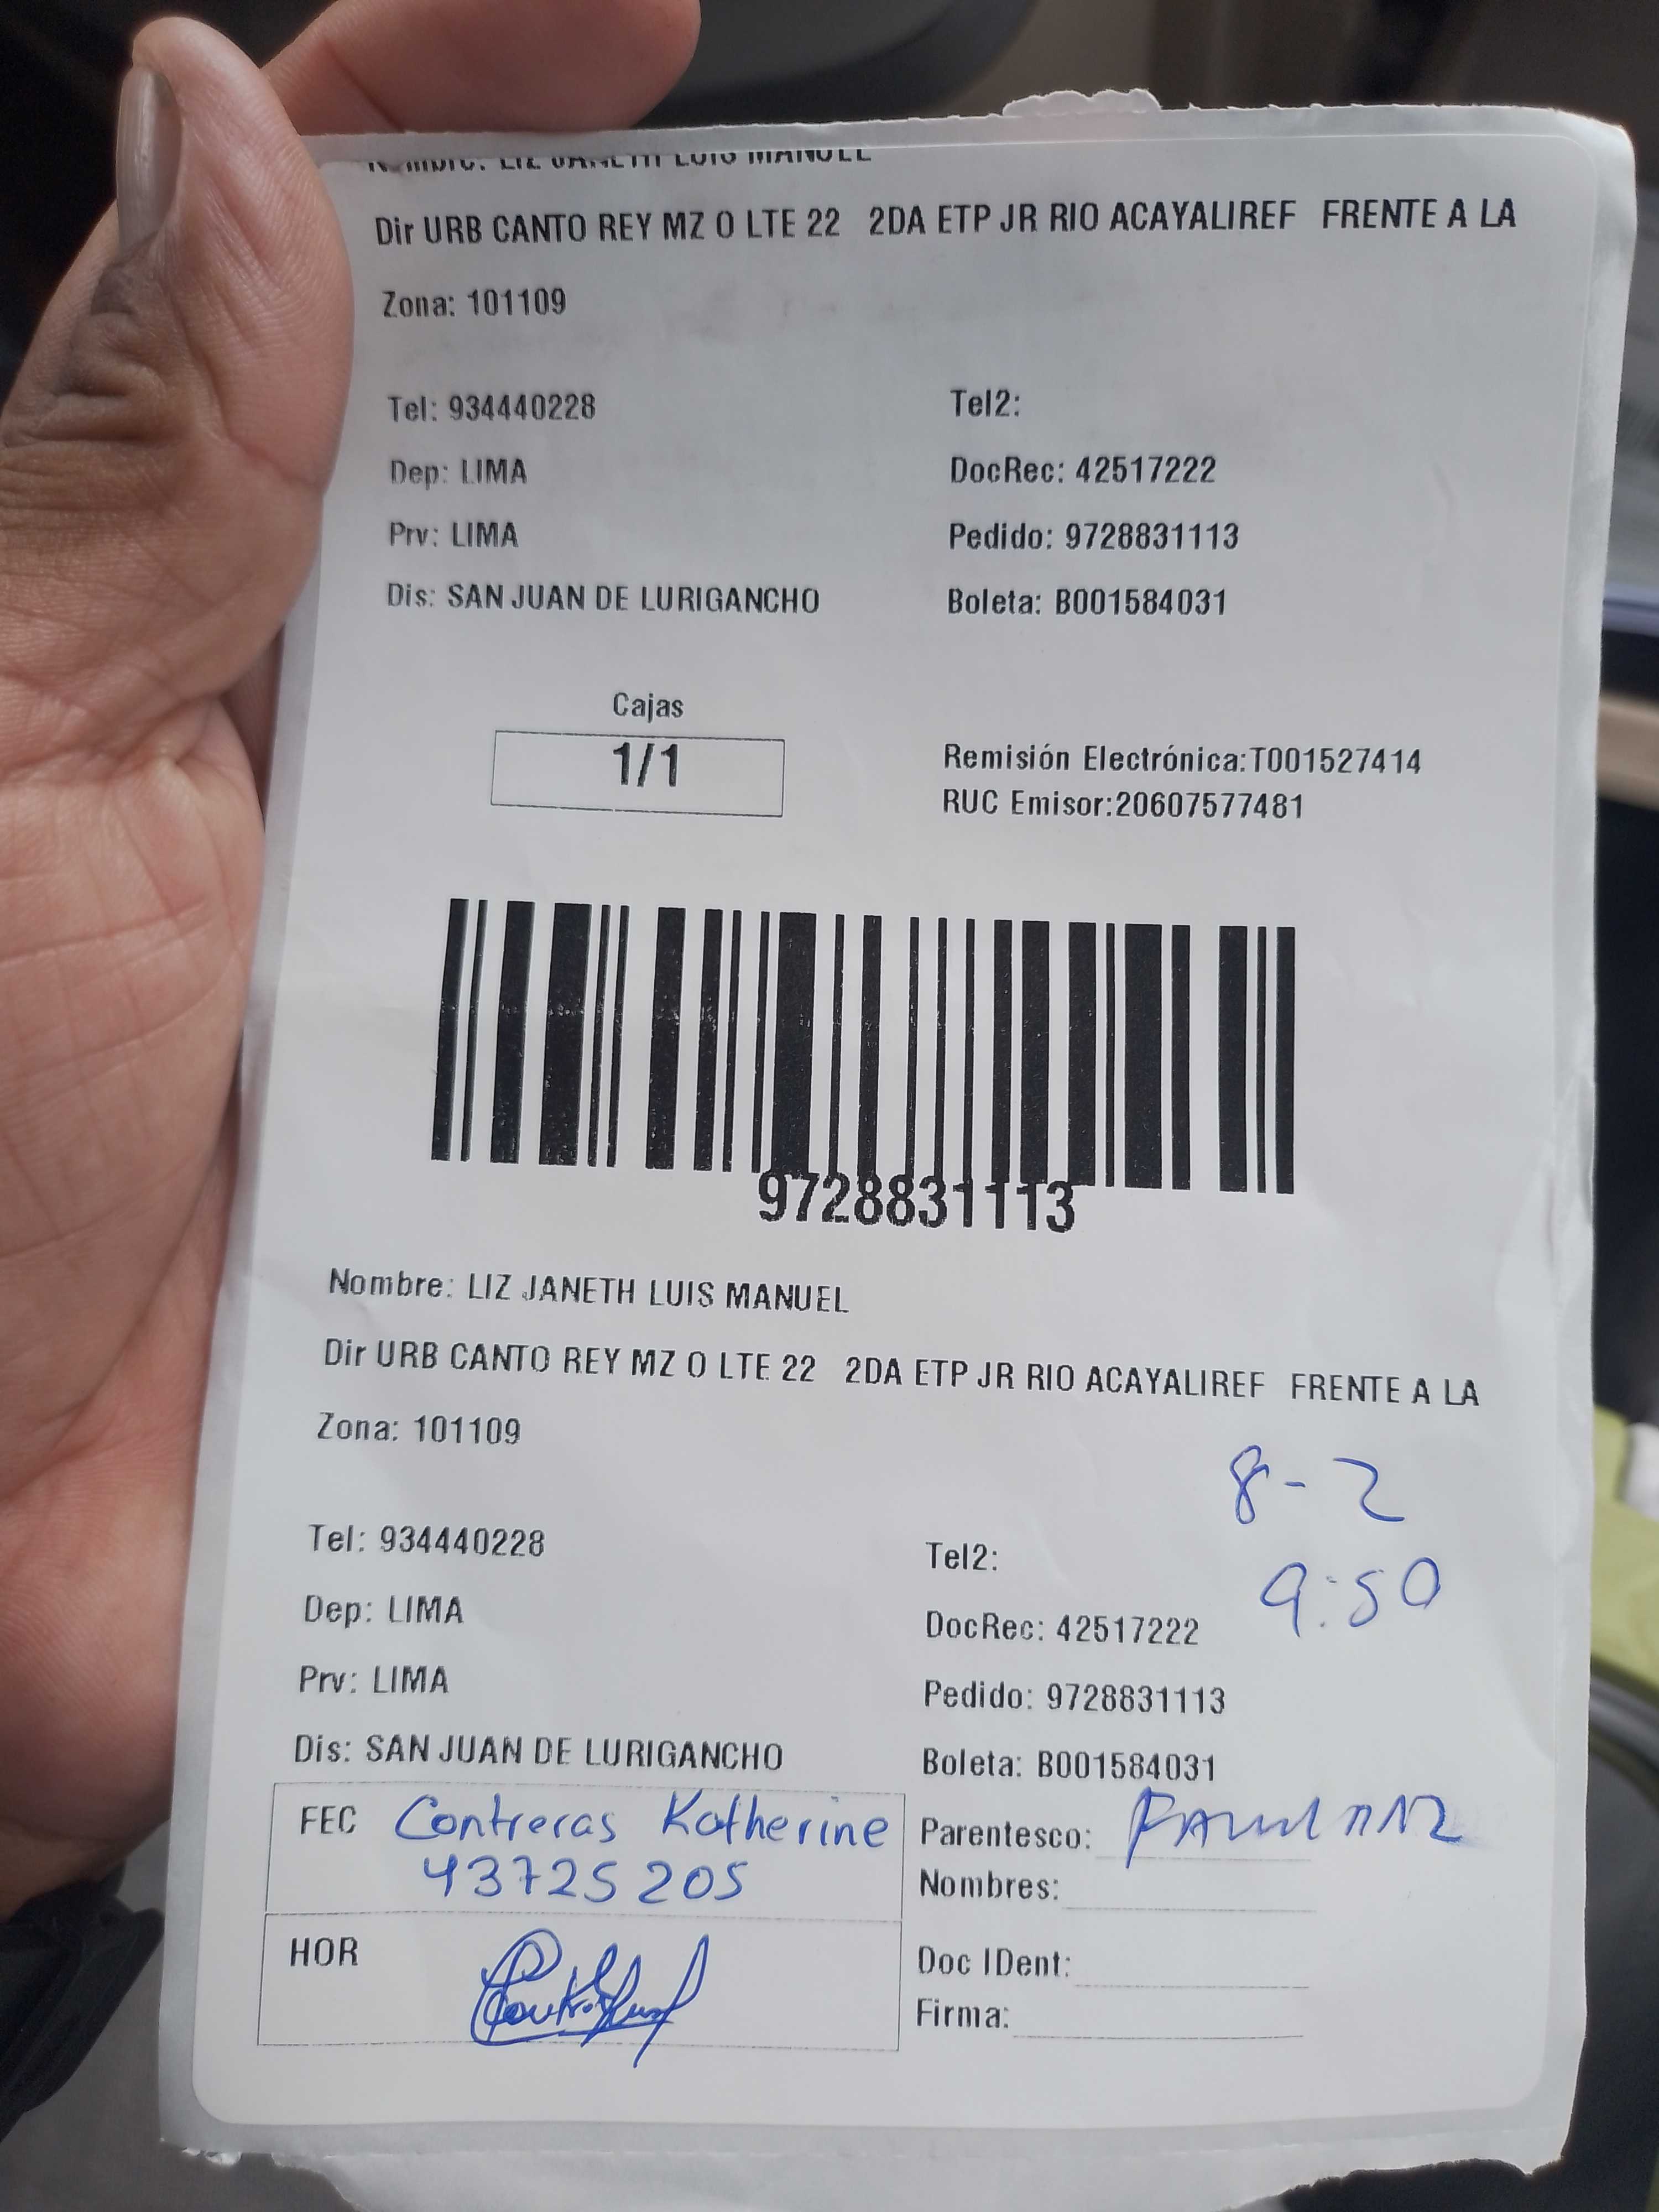 Nombre: LIZ JANETH LUIS MANUEL
Dir URB CANTO REY MZ O LTE 22 2DA ETP JR RIO ACAYALIREF FRENTE A LA
Zona: 101109
Tel: 934440228 Tel2:
Dep: LIMA DocRec: 42517222
Prv: LIMA Pedido: 9728831113
Dis: SAN JUAN DE LURIGANCHO Boleta: B001584031
Cajas
1/1
Remisión Electrónica:T001527414
RUC Emisor:20607577481
9728831113
Nombre: LIZ JANETH LUIS MANUEL
Dir URB CANTO REY MZ O LTE 22 2DA ETP JR RIO ACAYALIREF FRENTE A LA
Zona: 101109
8-2
Tel: 934440228 Tel2:
9:50
Dep: LIMA DocRec: 42517222
Prv: LIMA Pedido: 9728831113
Dis: SAN JUAN DE LURIGANCHO Boleta: B001584031
FEC Contreras Katherine
43725205
HOR
Parentesco:
Nombres:
Doc IDent:
Firma: